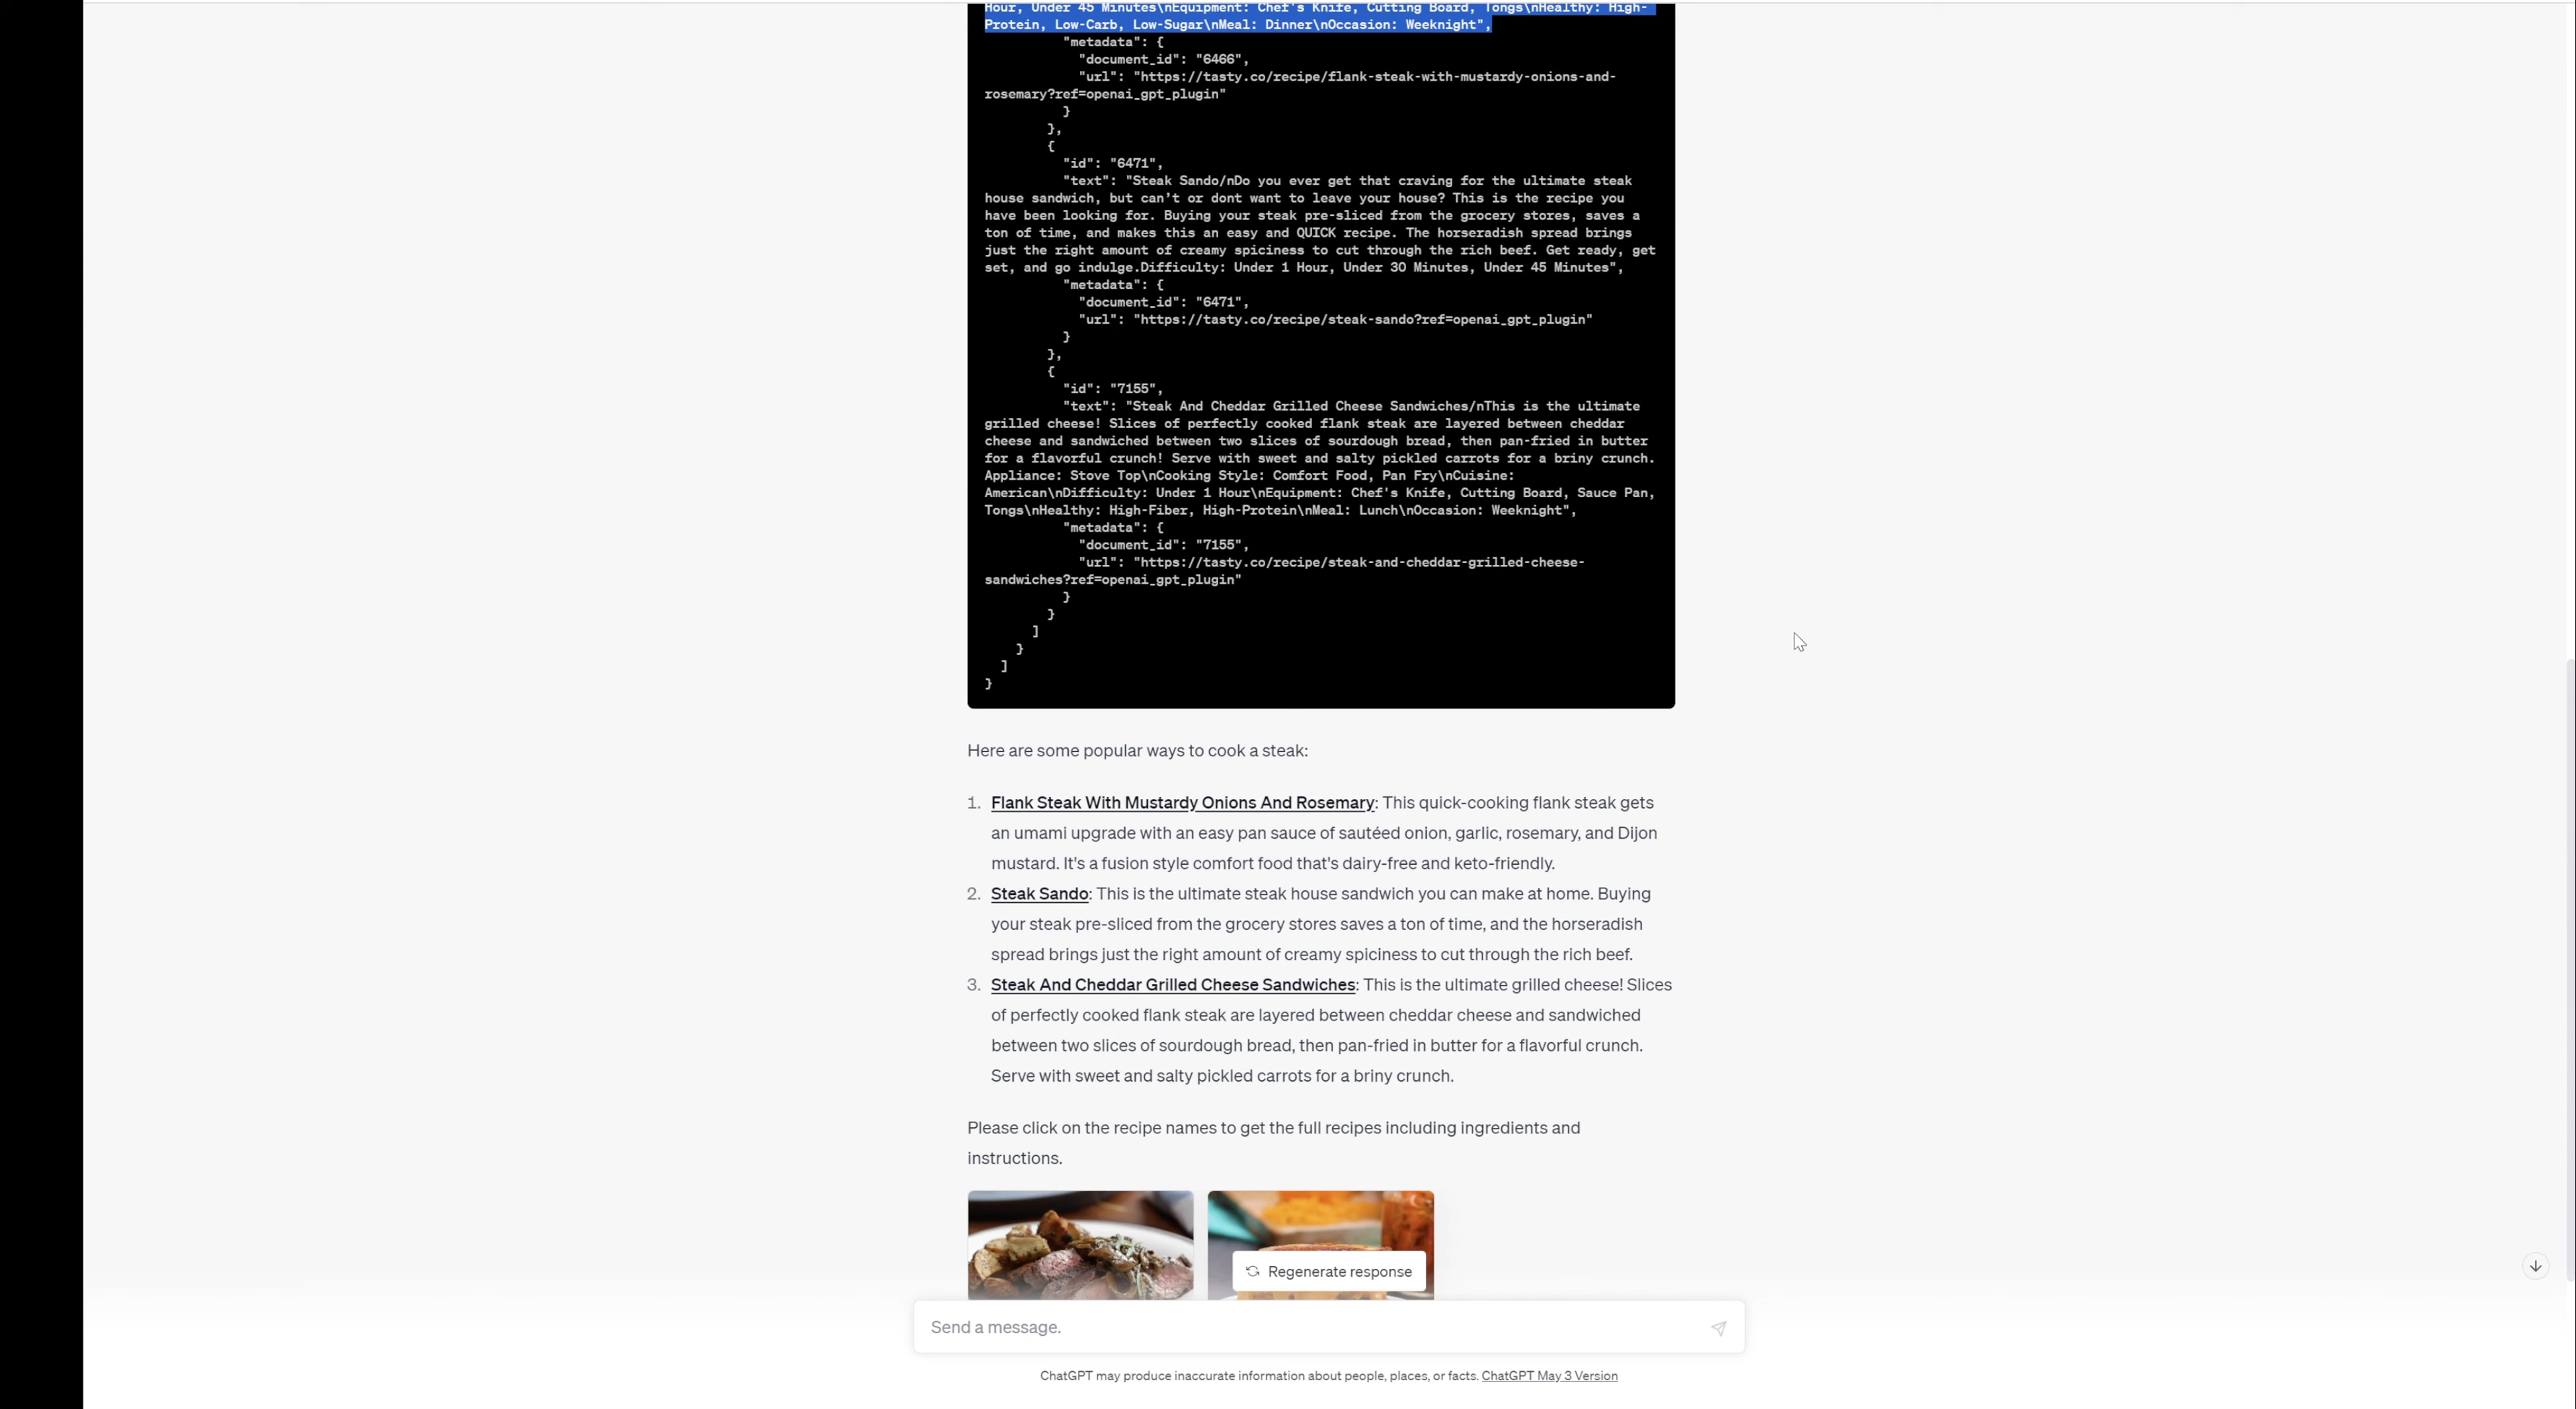 Hour, Under 45 Minutes\nEquipment: Chef's Knife, Cutting Board, Tongs\nHealthy: High-
Protein, Low-Carb, Low-Sugar\nMeal: Dinner\nOccasion: Weeknight",
"metadata": {
"document_id": "6466",
"url": "https://tasty.co/recipe/flank-steak-with-mustardy-onions-and-
rosemary?ref=openai_gpt_plugin"
}
},
{
"id": "6471",
"text": "Steak Sando/nDo you ever get that craving for the ultimate steak
house sandwich, but can’t or dont want to leave your house? This is the recipe you
have been looking for. Buying your steak pre-sliced from the grocery stores, saves a
ton of time, and makes this an easy and QUICK recipe. The horseradish spread brings
just the right amount of creamy spiciness to cut through the rich beef. Get ready, get
set, and go indulge.Difficulty: Under 1 Hour, Under 30 Minutes, Under 45 Minutes",
"metadata": {
"document_id": "6471",
"url": "https://tasty.co/recipe/steak-sando?ref=openai_gpt_plugin"
}
},
{
"id": "7155",
"text": "Steak And Cheddar Grilled Cheese Sandwiches/nThis is the ultimate
grilled cheese! Slices of perfectly cooked flank steak are layered between cheddar
cheese and sandwiched between two slices of sourdough bread, then pan-fried in butter
for a flavorful crunch! Serve with sweet and salty pickled carrots for a briny crunch.
Appliance: Stove Top\nCooking Style: Comfort Food, Pan Fry\nCuisine:
American\nDifficulty: Under 1 Hour\nEquipment: Chef's Knife, Cutting Board, Sauce Pan,
Tongs\nHealthy: High-Fiber, High-Protein\nMeal: Lunch\nOccasion: Weeknight",
"metadata": {
"document_id": "7155",
"url": "https://tasty.co/recipe/steak-and-cheddar-grilled-cheese-
sandwiches?ref=openai_gpt_plugin"
}
}
]
}
]
}
Here are some popular ways to cook a steak:
1. Flank Steak With Mustardy Onions And Rosemary: This quick-cooking flank steak gets
an umami upgrade with an easy pan sauce of sautéed onion, garlic, rosemary, and Dijon
mustard. It's a fusion style comfort food that's dairy-free and keto-friendly.
2. Steak Sando: This is the ultimate steak house sandwich you can make at home. Buying
your steak pre-sliced from the grocery stores saves a ton of time, and the horseradish
spread brings just the right amount of creamy spiciness to cut through the rich beef.
3. Steak And Cheddar Grilled Cheese Sandwiches: This is the ultimate grilled cheese! Slices
of perfectly cooked flank steak are layered between cheddar cheese and sandwiched
between two slices of sourdough bread, then pan-fried in butter for a flavorful crunch.
Serve with sweet and salty pickled carrots for a briny crunch.
Please click on the recipe names to get the full recipes including ingredients and
instructions.
Regenerate response
Send a message.
ChatGPT may produce inaccurate information about people, places, or facts. ChatGPT May 3 Version